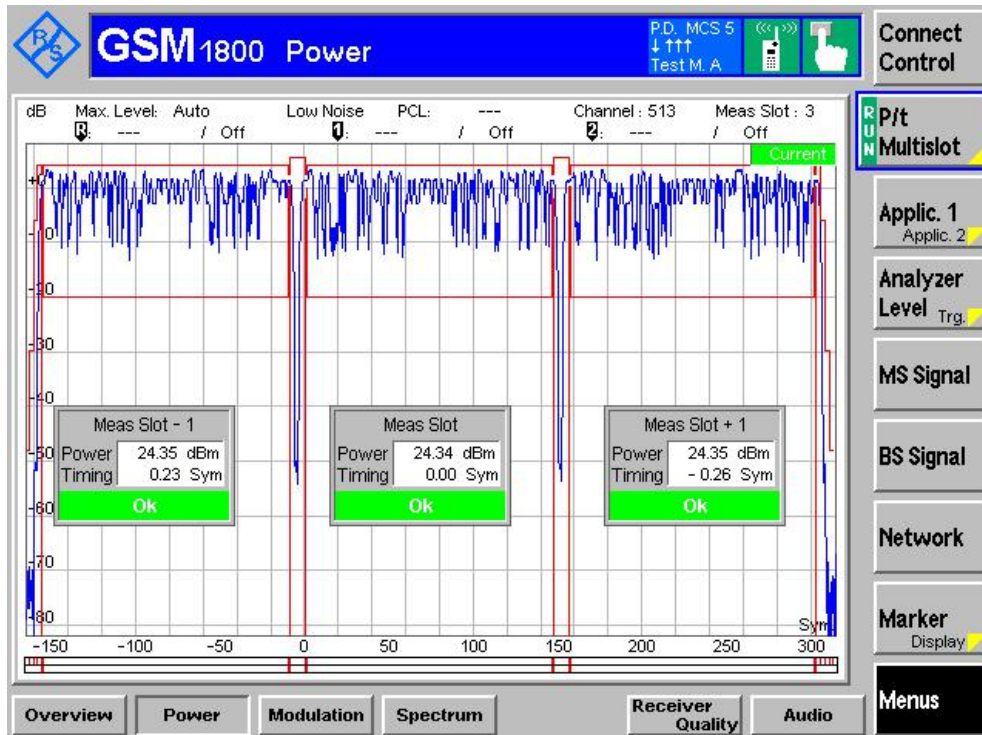 R&S
GSM 1800 Power
P.D. MCS 5
↓ ↑↑↑
Test M. A
Connect
Control
dB Max. Level: Auto Low Noise PCL: --- Channel : 513 Meas Slot : 3
R: --- / Off 1: --- / Off 2: --- / Off
RUN
P/t
Multislot
Current
+0
-10
-20
-30
-40
-50
-60
-70
-80
Applic. 1
Applic. 2
Analyzer
Level Trg.
MS Signal
Meas Slot - 1
Power 24.35 dBm
Timing 0.23 Sym
Ok
Meas Slot
Power 24.34 dBm
Timing 0.00 Sym
Ok
Meas Slot + 1
Power 24.35 dBm
Timing - 0.26 Sym
Ok
BS Signal
Network
Sym.
-150 -100 -50 0 50 100 150 200 250 300
Marker
Display
Overview Power Modulation Spectrum Receiver Quality Audio
Menus